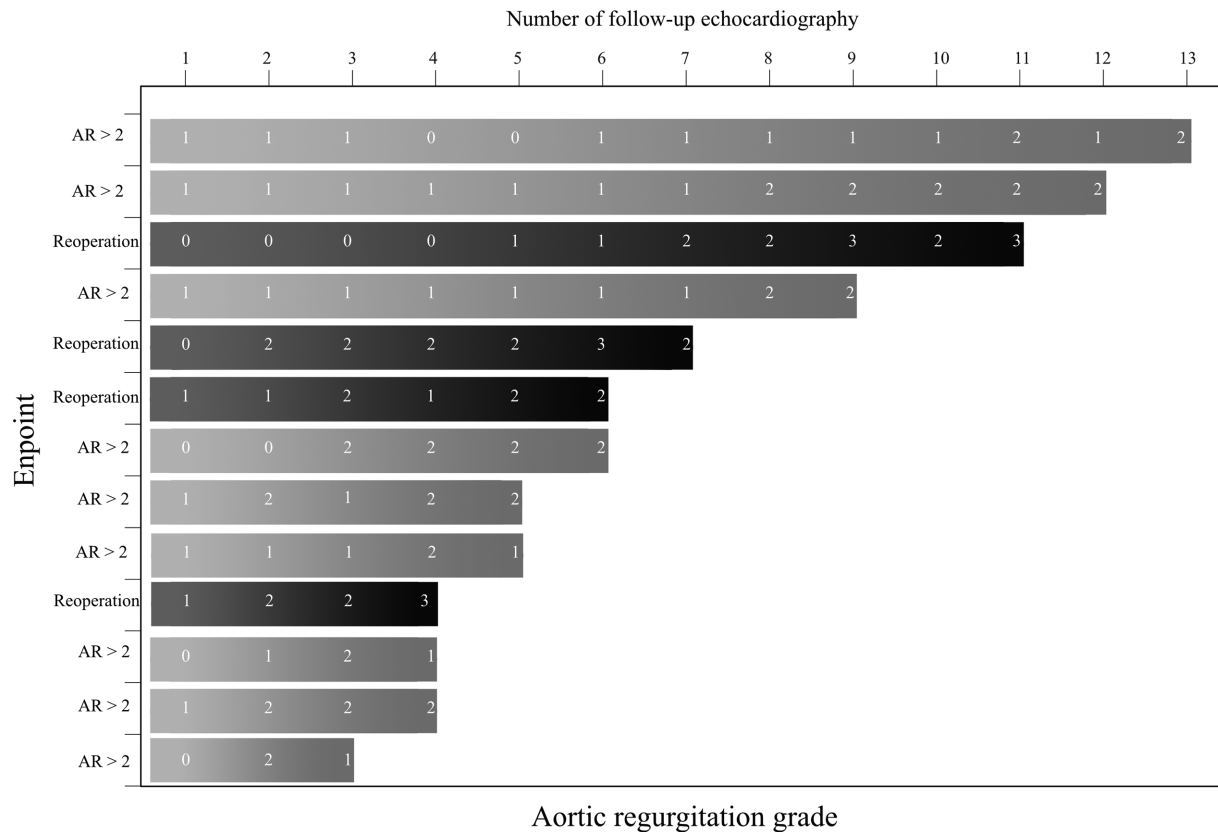 Number of follow-up echocardiography
1 2 3 4 5 6 7 8 9 10 11 12 13
AR > 2 1 1 1 0 0 1 1 1 1 1 2 1 2
AR > 2 1 1 1 1 1 1 1 2 2 2 2 2
Reoperation 0 0 0 0 1 1 2 2 3 2 3
AR > 2 1 1 1 1 1 1 1 2 2
Reoperation 0 2 2 2 2 3 2
Reoperation 1 1 2 1 2 2
AR > 2 0 0 2 2 2 2
AR > 2 1 2 1 2 2
AR > 2 1 1 1 2 1
Reoperation 1 2 2 3
AR > 2 0 1 2 1
AR > 2 1 2 2 2
AR > 2 0 2 1
Enpoint
Aortic regurgitation grade